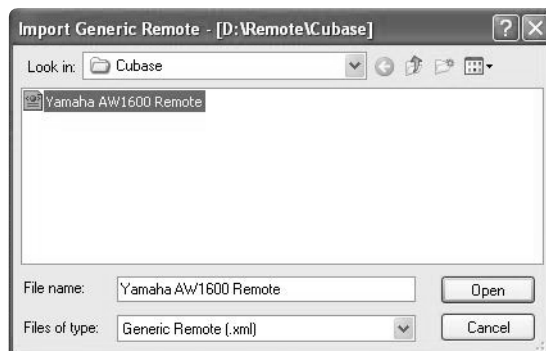 Import Generic Remote - [D:\Remote\Cubase]
Look in: Cubase
Yamaha AW1600 Remote
File name: Yamaha AW1600 Remote Open
Files of type: Generic Remote (.xml) Cancel